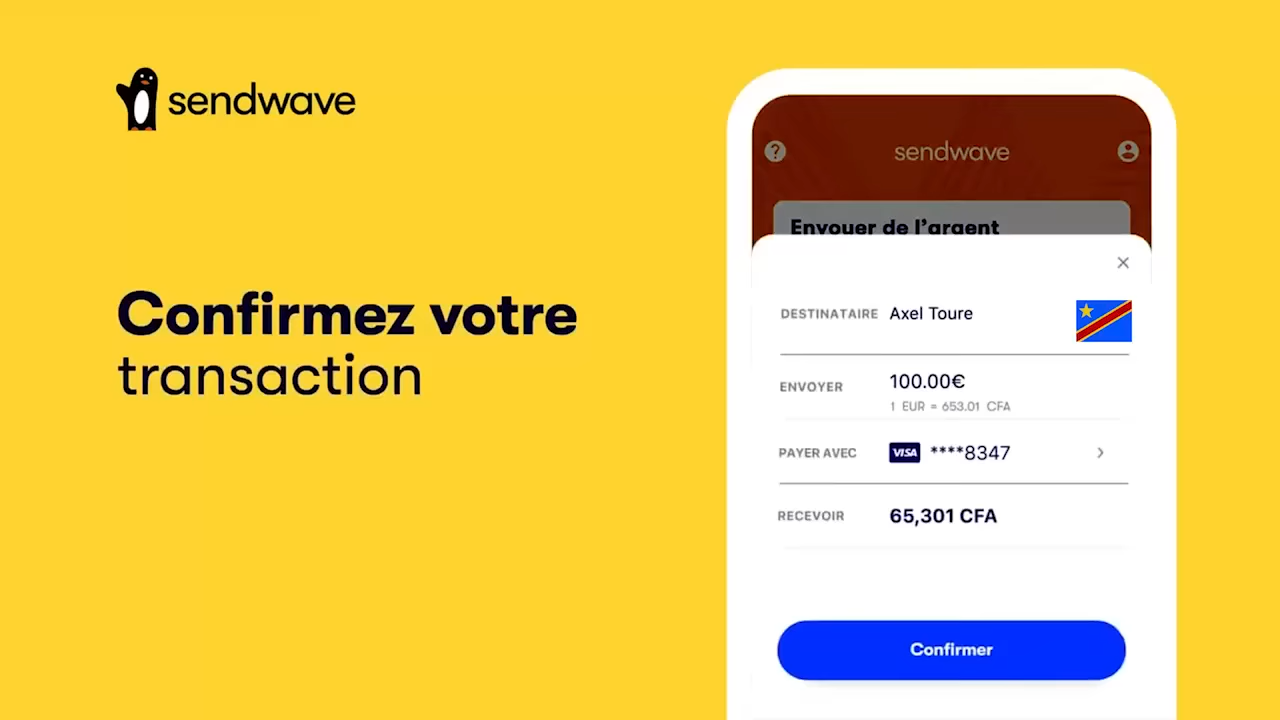 sendwave
Confirmez votre
transaction
sendwave
Envouer de l'argent
DESTINATAIRE Axel Toure
ENVOYER 100.00€
1 EUR = 653.01 CFA
PAYER AVEC VISA ****8347
RECEVOIR 65,301 CFA
Confirmer